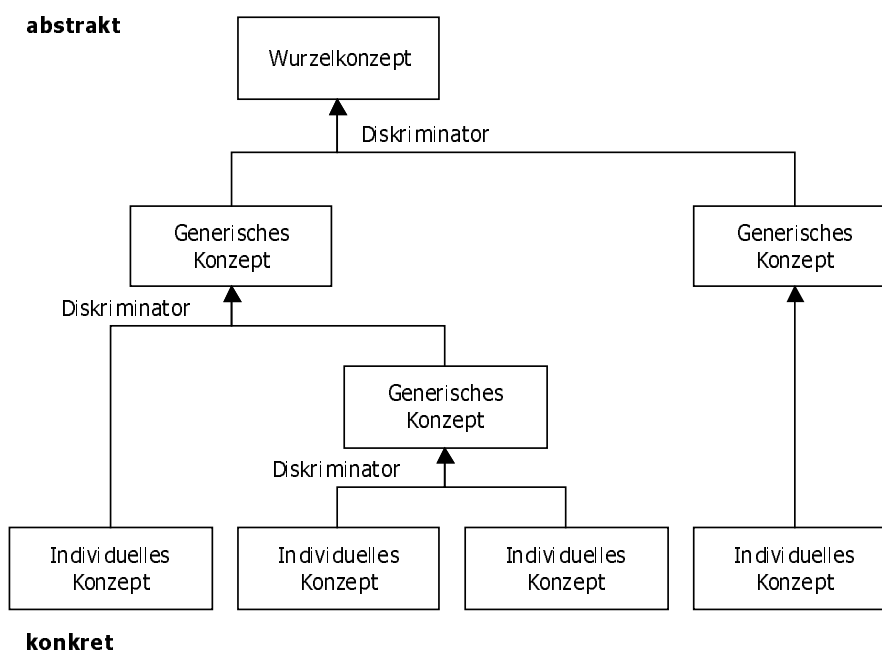 abstrakt
Wurzelkonzept
Diskriminator
Generisches
Konzept
Generisches
Konzept
Diskriminator
Generisches
Konzept
Diskriminator
Individuelles
Konzept
Individuelles
Konzept
Individuelles
Konzept
Individuelles
Konzept
konkret